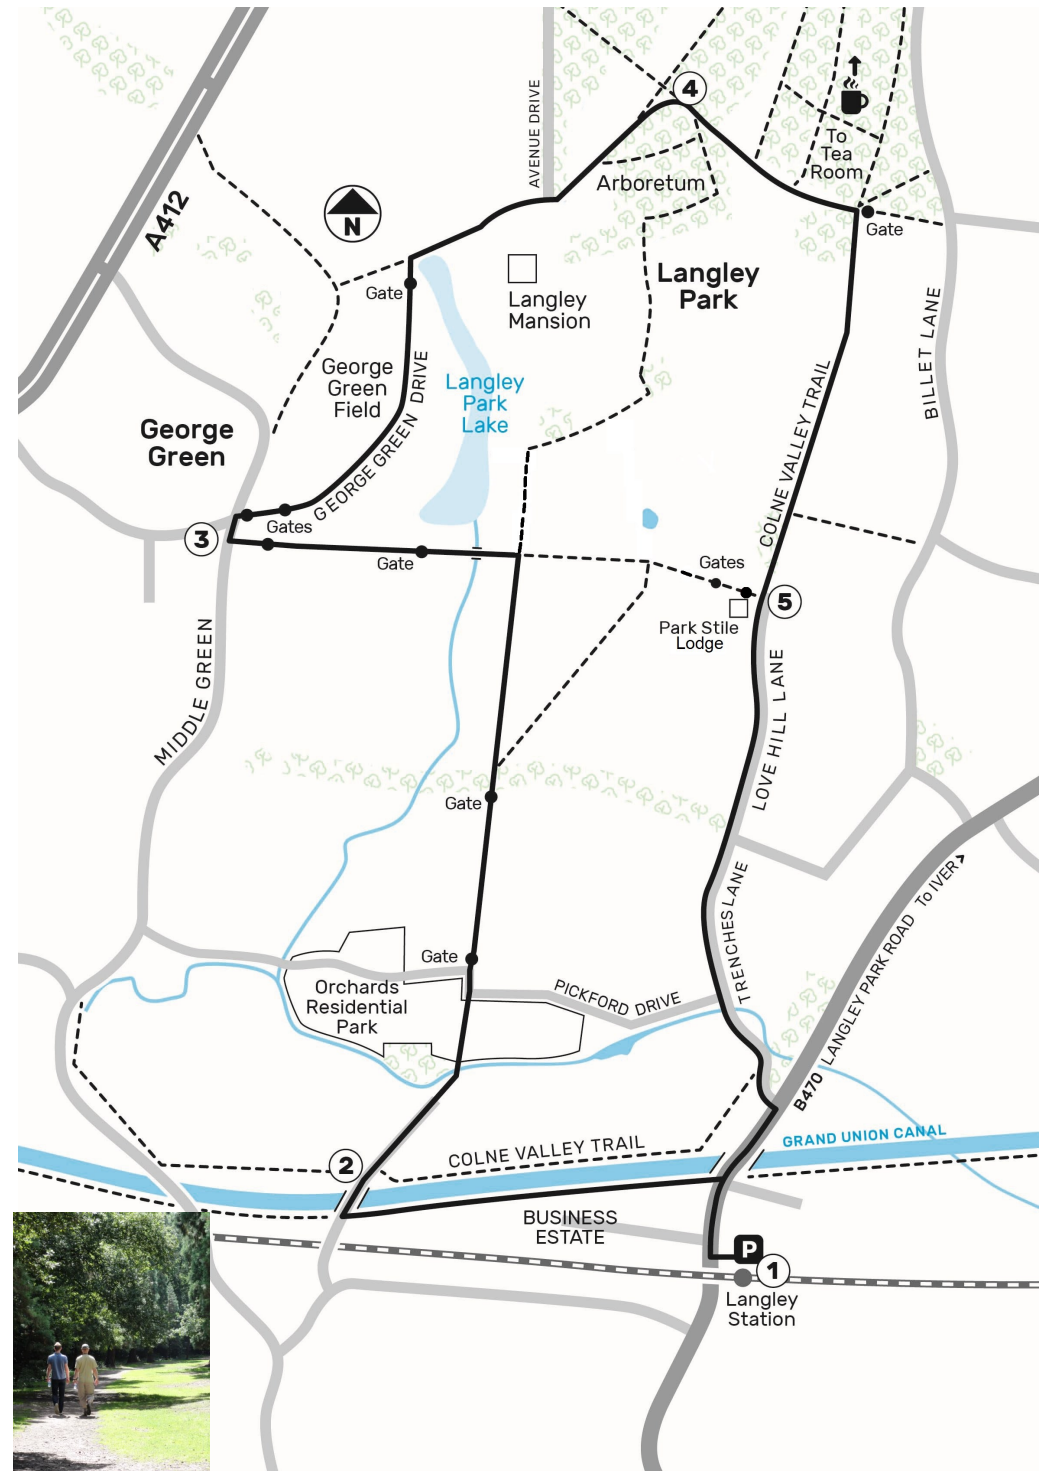 4
AVENUE DRIVE
To
Tea
Room
Arboretum
A412
N
Gate
Langley
Park
Gate
Langley
Mansion
BILLET LANE
George
Green
Field
GEORGE GREEN DRIVE
Langley
Park
Lake
COLNE VALLEY TRAIL
George
Green
Gates
3
Gate
Gates
5
Park Stile
Lodge
MIDDLE GREEN
LOVE HILL LANE
Gate
TRENCHES LANE
B470 LANGLEY PARK ROAD To IVER
Gate
Orchards
Residential
Park
PICKFORD DRIVE
GRAND UNION CANAL
COLNE VALLEY TRAIL
2
BUSINESS
ESTATE
P
1
Langley
Station